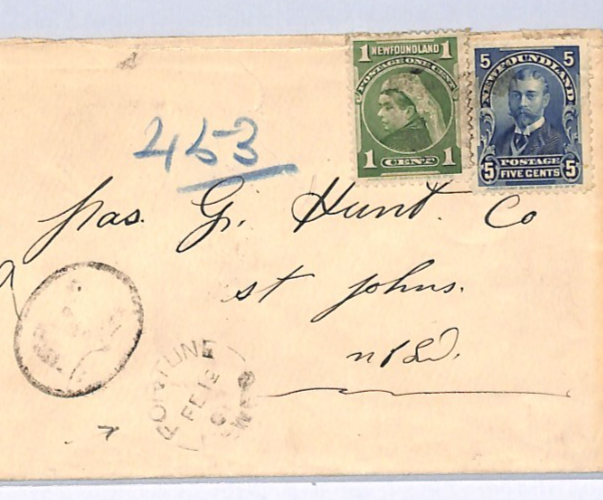 1 NEWFOUNDLAND 1
POSTAGE ONE CENT
1 CENT 1
5 5
NEWFOUNDLAND
POSTAGE
5 FIVE CENTS 5
453
Jas. G. Hunt. Co
st Johns.
nfld.
FORTUNE
FE 12